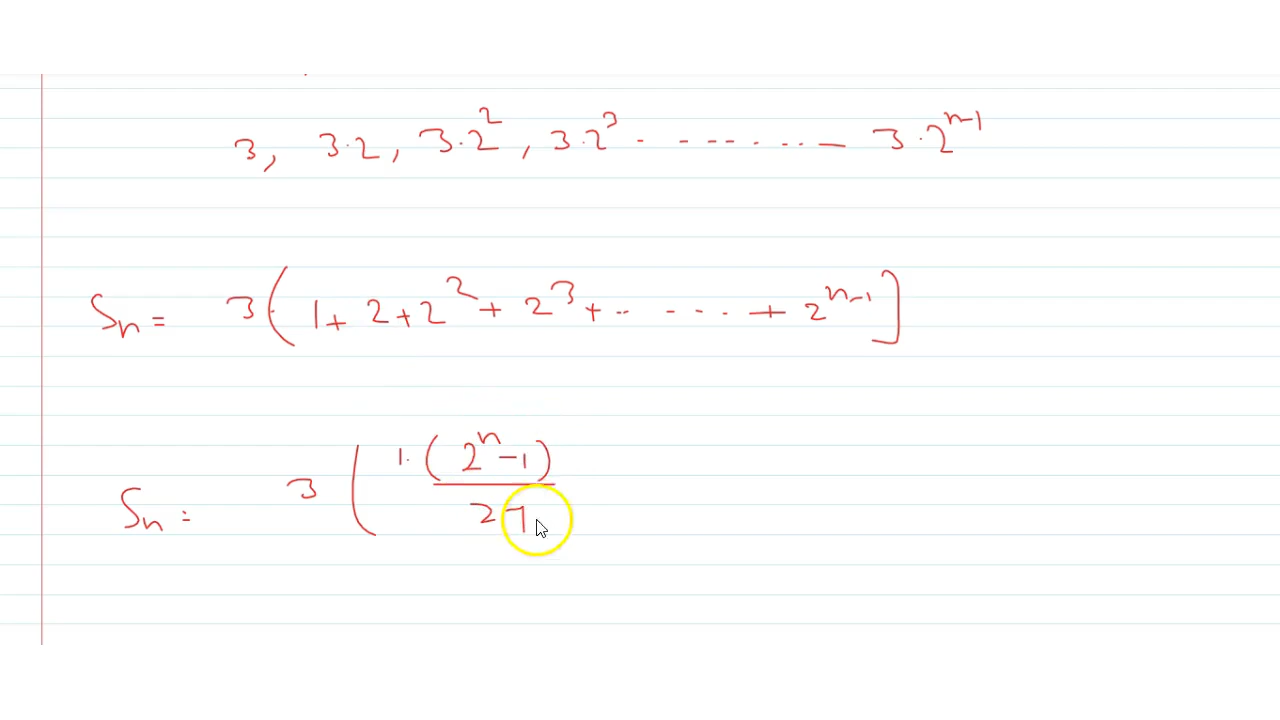 3, 3·2, 3·2², 3·2³ - - - - - · · · — 3·2ⁿ⁻¹
Sn = 3( 1 + 2 + 2² + 2³ + - · - - · · + 2ⁿ⁻¹ ]
Sn = 3 ( 1·(2ⁿ-1) / 2-1